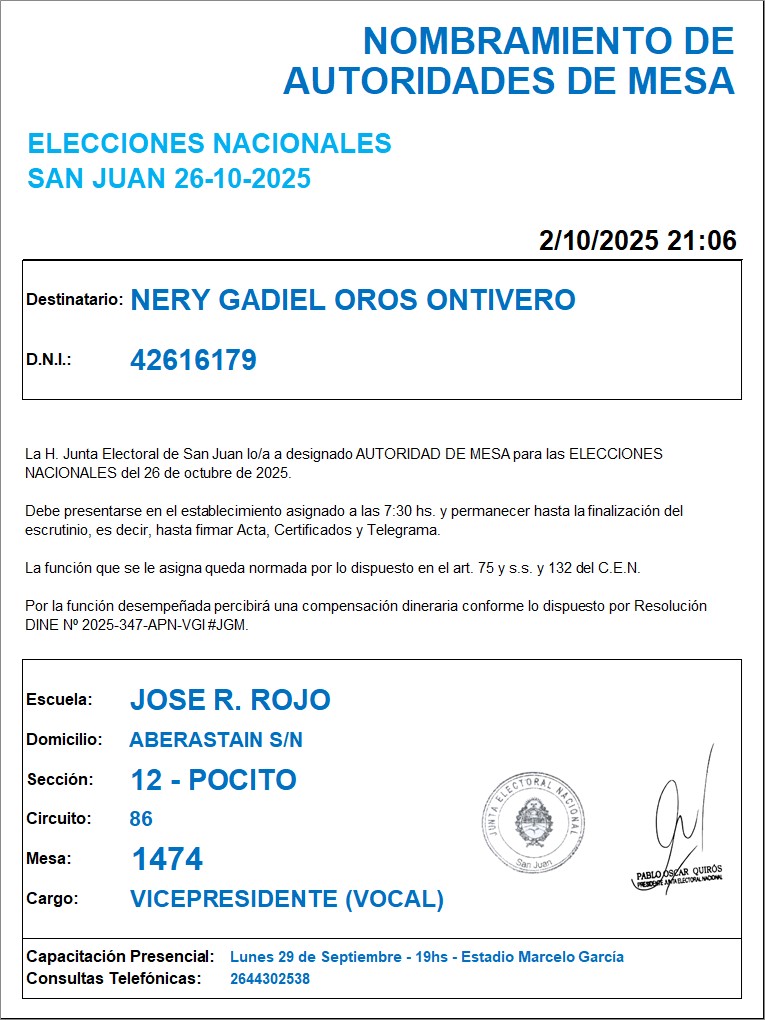 NOMBRAMIENTO DE
AUTORIDADES DE MESA
ELECCIONES NACIONALES
SAN JUAN 26-10-2025
2/10/2025 21:06
Destinatario: NERY GADIEL OROS ONTIVERO
D.N.I.: 42616179
La H. Junta Electoral de San Juan lo/a a designado AUTORIDAD DE MESA para las ELECCIONES
NACIONALES del 26 de octubre de 2025.
Debe presentarse en el establecimiento asignado a las 7:30 hs. y permanecer hasta la finalización del
escrutinio, es decir, hasta firmar Acta, Certificados y Telegrama.
La función que se le asigna queda normada por lo dispuesto en el art. 75 y s.s. y 132 del C.E.N.
Por la función desempeñada percibirá una compensación dineraria conforme lo dispuesto por Resolución
DINE Nº 2025-347-APN-VGI#JGM.
Escuela: JOSE R. ROJO
Domicilio: ABERASTAIN S/N
Sección: 12 - POCITO
Circuito: 86
Mesa: 1474
Cargo: VICEPRESIDENTE (VOCAL)
JUNTA ELECTORAL NACIONAL
San Juan
PABLO OSCAR QUIRÓS
PRESIDENTE JUNTA ELECTORAL NACIONAL
Capacitación Presencial: Lunes 29 de Septiembre - 19hs - Estadio Marcelo García
Consultas Telefónicas: 2644302538